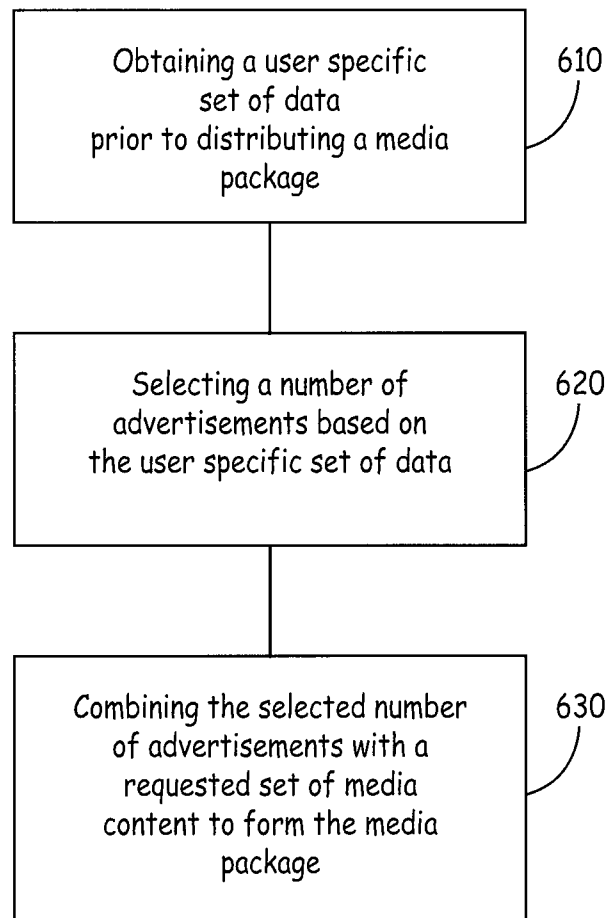 Obtaining a user specific
set of data
prior to distributing a media
package
610
Selecting a number of
advertisements based on
the user specific set of data
620
Combining the selected number
of advertisements with a
requested set of media
content to form the media
package
630